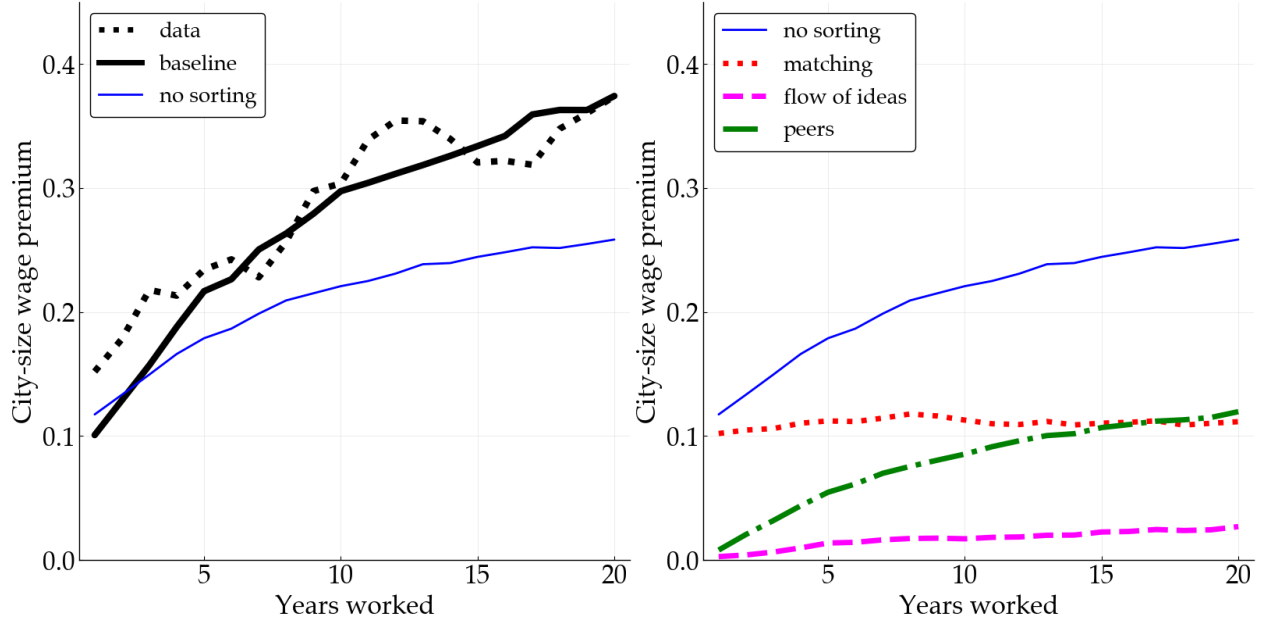 data
baseline
no sorting
City-size wage premium
0.4
0.3
0.2
0.1
0.0
5
10
15
20
Years worked
no sorting
matching
flow of ideas
peers
City-size wage premium
0.4
0.3
0.2
0.1
0.0
5
10
15
20
Years worked